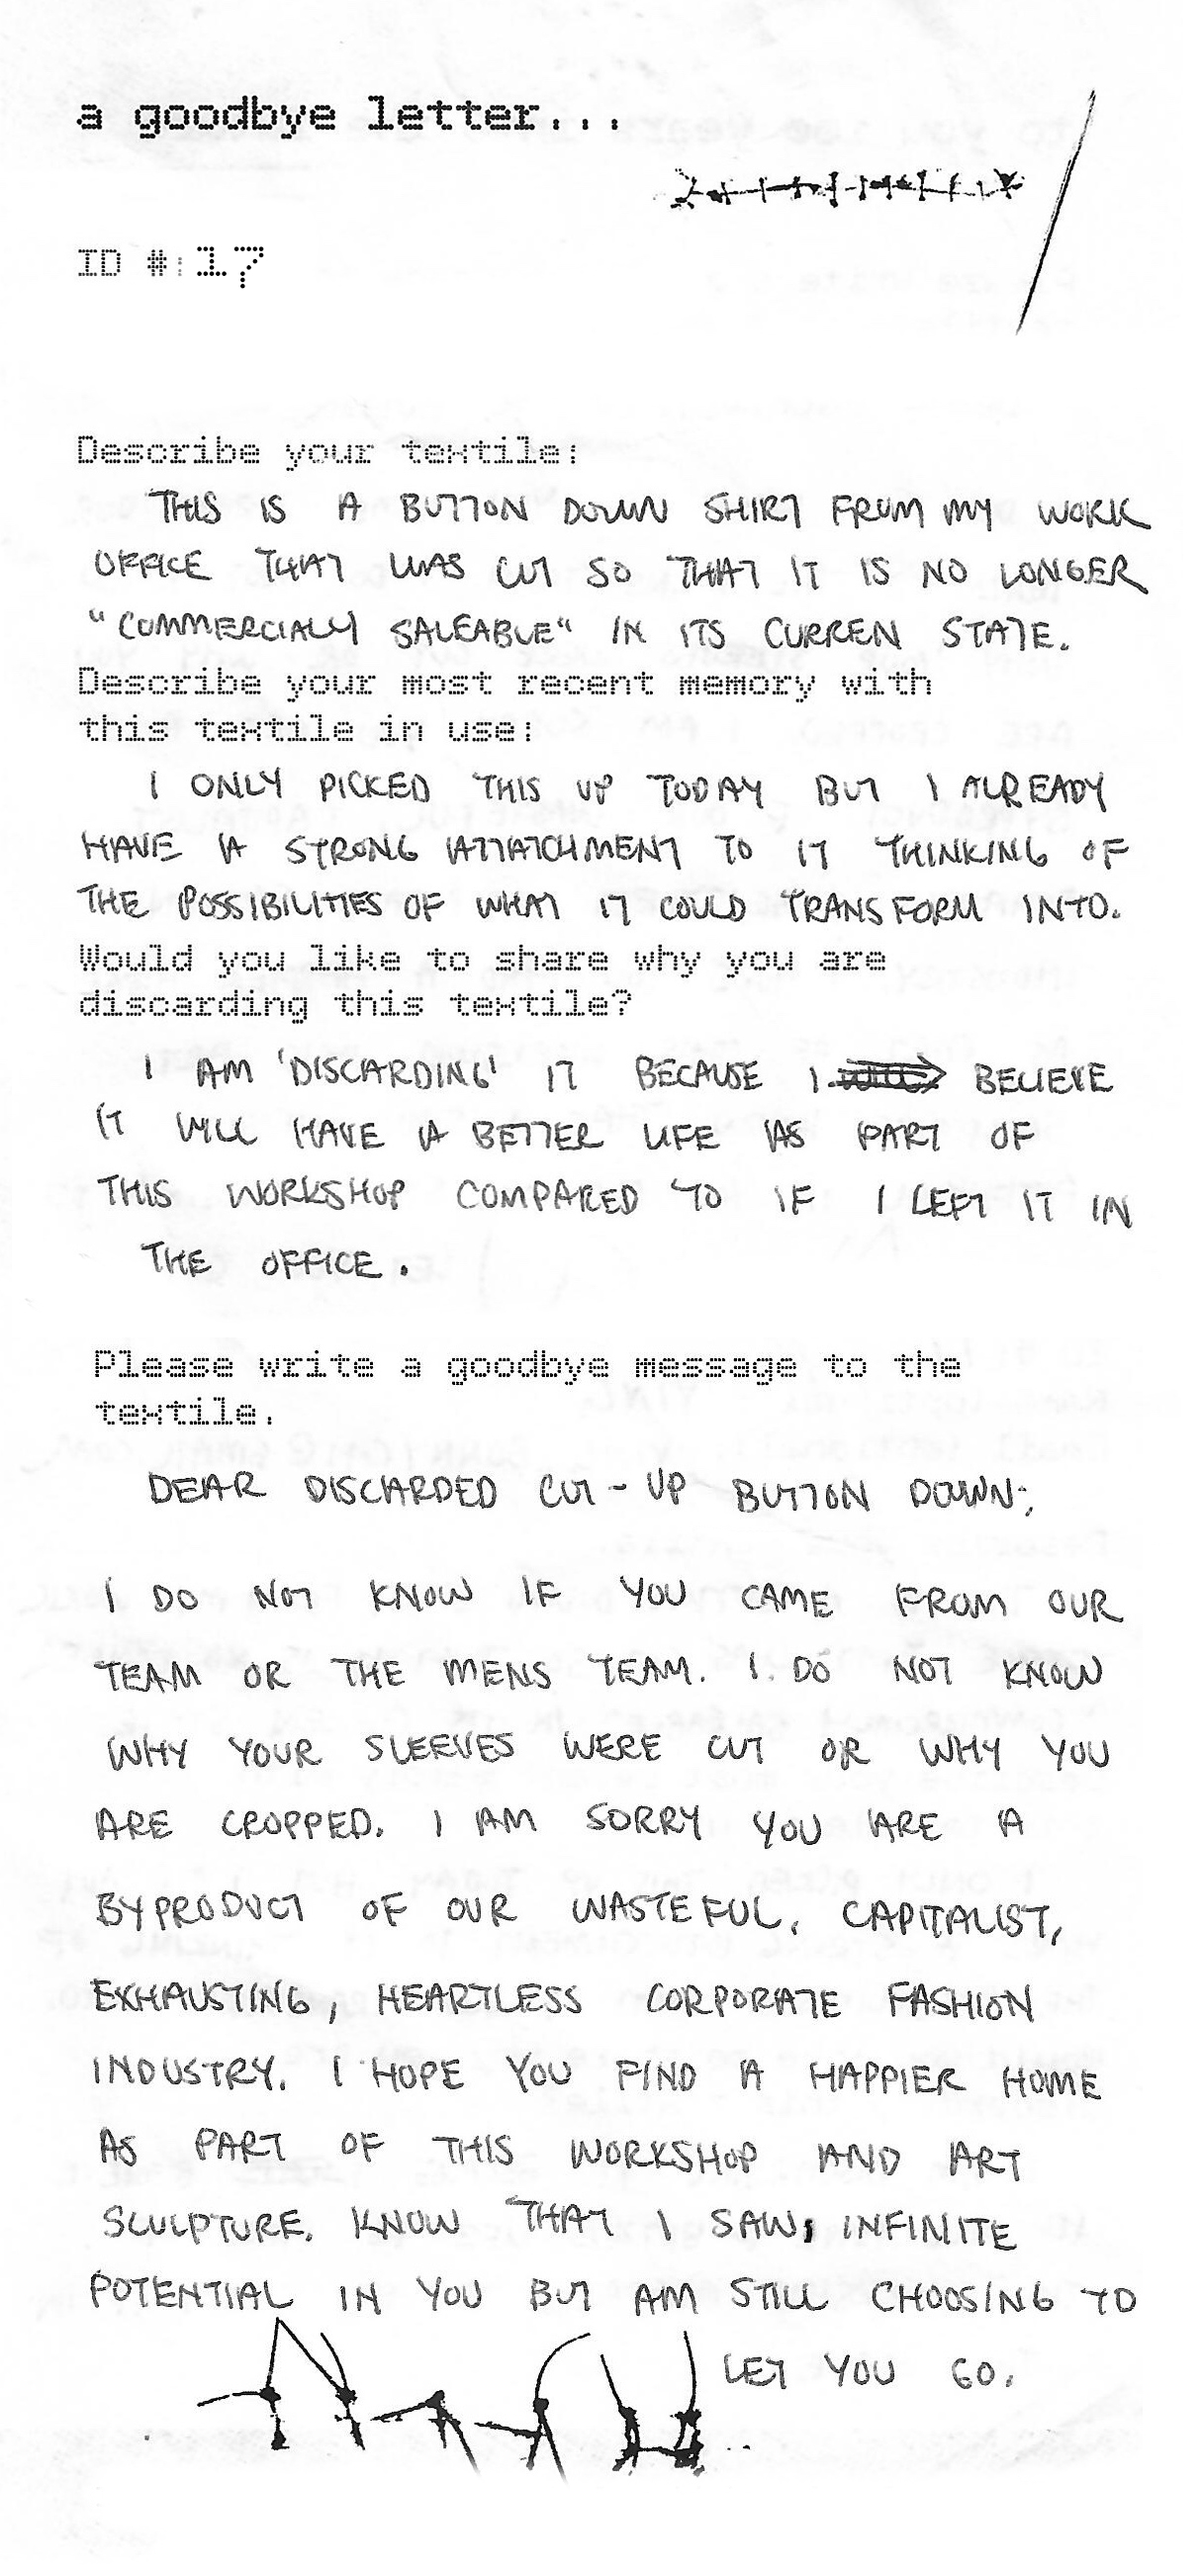 a goodbye letter...
ID #:17
Describe your textile:
THIS IS A BUTTON DOWN SHIRT FROM MY WORK
OFFICE THAT WAS CUT SO THAT IT IS NO LONGER
"COMMERCIALLY SALEABLE" IN ITS CURREN STATE.
Describe your most recent memory with
this textile in use:
I ONLY PICKED THIS UP TODAY BUT I ALREADY
HAVE A STRONG ATTATCHMENT TO IT THINKING OF
THE POSSIBILITIES OF WHAT IT COULD TRANSFORM INTO.
Would you like to share why you are
discarding this textile?
I AM 'DISCARDING' IT BECAUSE I BELIEVE
IT WILL HAVE A BETTER LIFE AS PART OF
THIS WORKSHOP COMPARED TO IF I LEFT IT IN
THE OFFICE.
Please write a goodbye message to the
textile.
DEAR DISCARDED CUT-UP BUTTON DOWN;
I DO NOT KNOW IF YOU CAME FROM OUR
TEAM OR THE MENS TEAM. I DO NOT KNOW
WHY YOUR SLEEVES WERE CUT OR WHY YOU
ARE CROPPED. I AM SORRY YOU ARE A
BYPRODUCT OF OUR WASTEFUL, CAPITALIST,
EXHAUSTING, HEARTLESS CORPORATE FASHION
INDUSTRY. I HOPE YOU FIND A HAPPIER HOME
AS PART OF THIS WORKSHOP AND ART
SCULPTURE. KNOW THAT I SAW INFINITE
POTENTIAL IN YOU BUT AM STILL CHOOSING TO
LET YOU GO.